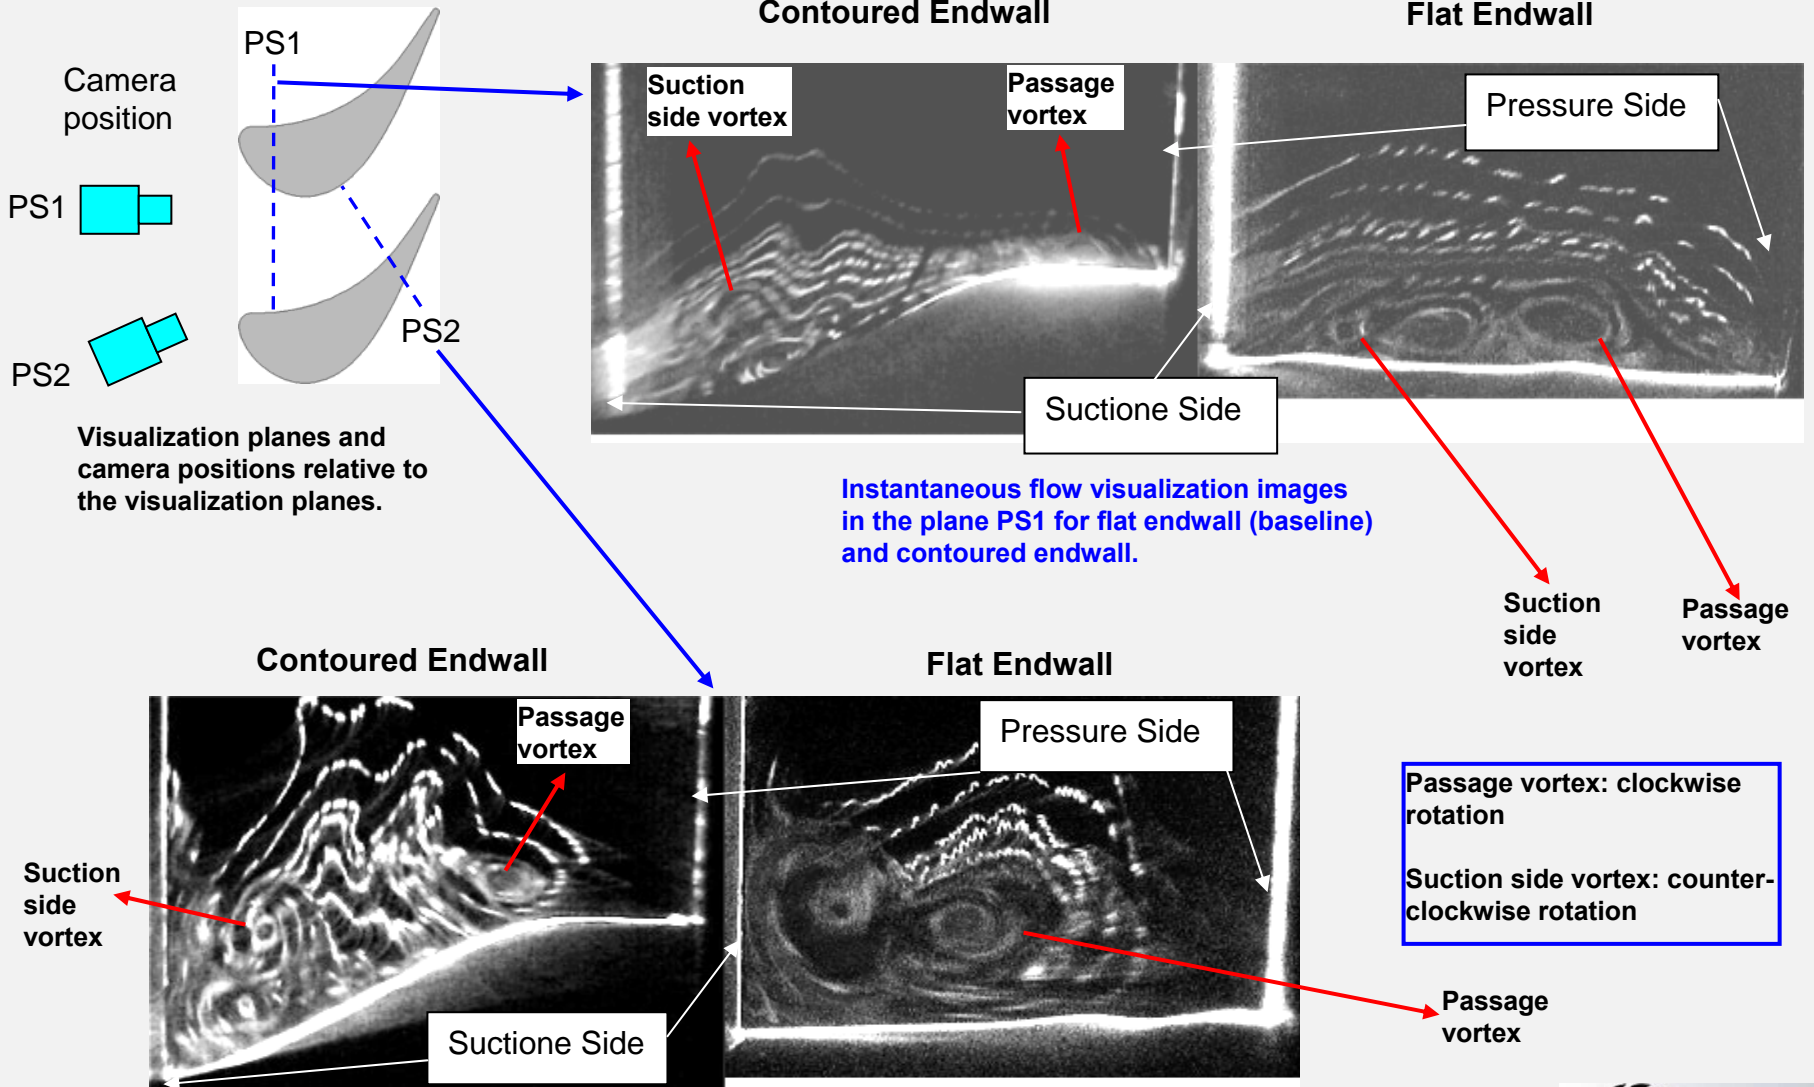 Contoured Endwall
Flat Endwall
PS1
Camera
position
PS1
PS2
PS2
Suction
side vortex
Passage
vortex
Pressure Side
Suctione Side
Visualization planes and
camera positions relative to
the visualization planes.
Instantaneous flow visualization images
in the plane PS1 for flat endwall (baseline)
and contoured endwall.
Suction
side
vortex
Passage
vortex
Contoured Endwall
Flat Endwall
Passage
vortex
Pressure Side
Suction
side
vortex
Suctione Side
Passage vortex: clockwise
rotation
Suction side vortex: counter-
clockwise rotation
Passage
vortex